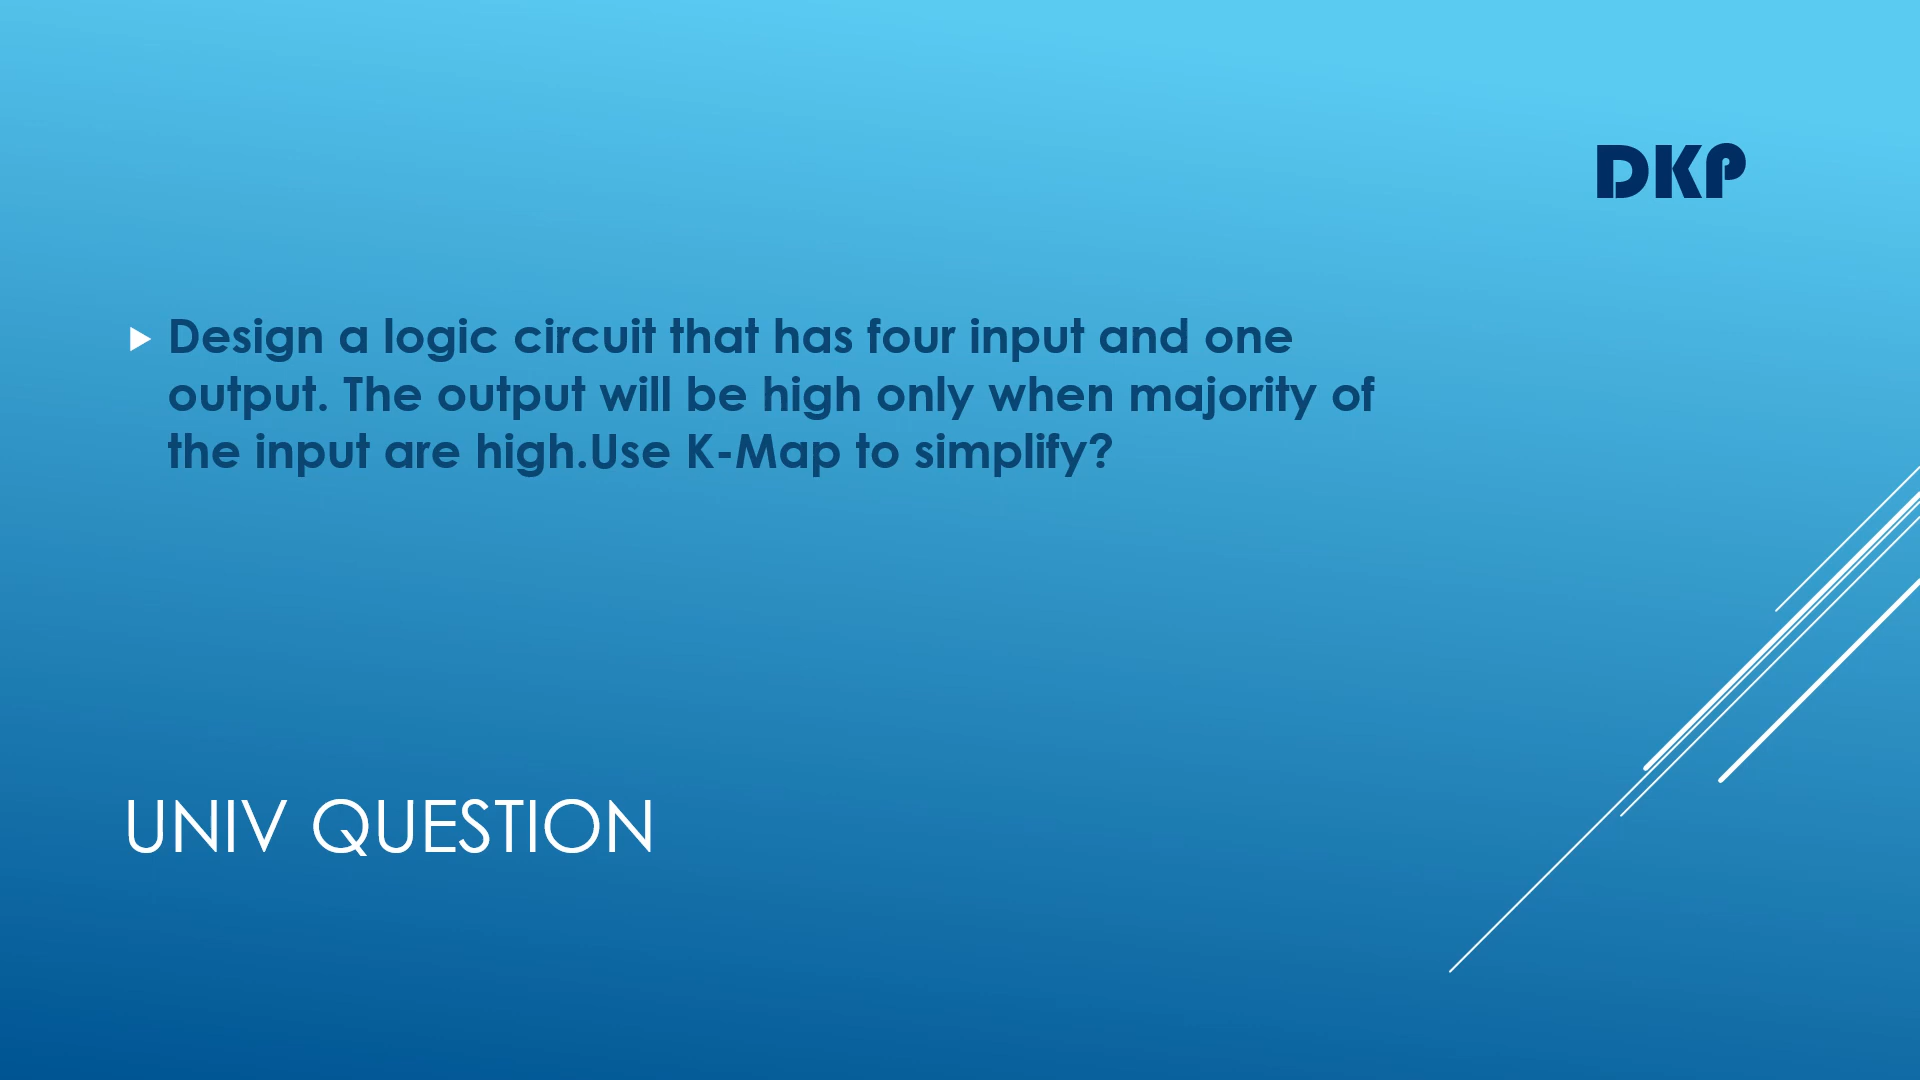 DKP
Design a logic circuit that has four input and one
output. The output will be high only when majority of
the input are high.Use K-Map to simplify?
UNIV QUESTION